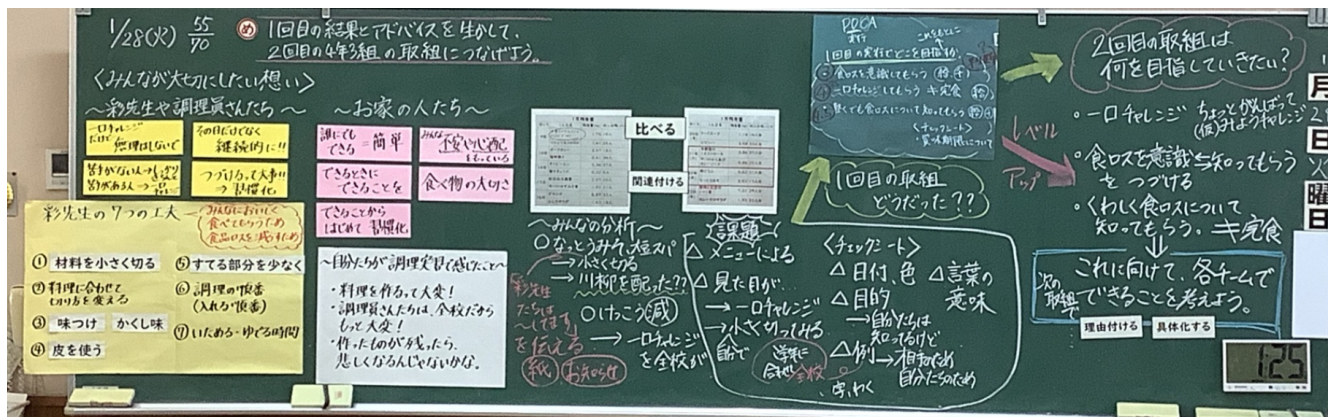 1/28(火) 55/70
め 1回目の結果とアドバイスを生かして、
2回目の4年3組の取組につなげよう。
〈みんなが大切にしたい想い〉
～彩先生や調理員さんたち～
一口チャレンジ
だけど 無理はしないで
その日だけでなく
継続的に!!
苦手がない人→
苦手がある人→
つづけるって大事!!
⇒習慣化
～お家の人たち～
誰にでも
できる = 簡単
みんな 不安や心配
をもっている
できるときに
できることを
食べ物の大切さ
できることから
はじめて 習慣化
彩先生の7つの工夫
みんなにおいしく
食べてもらうため
食品ロスを減らすため
① 材料を小さく切る
② 料理に合わせて
切り方を変える
③ 味つけ かくし味
④ 皮を使う
⑤ すてる部分を少なく
⑥ 調理の順番
(入れる順番)
⑦ いためる・ゆでる時間
～自分たちが調理実習で感じたこと～
・料理を作るって大変!
・調理員さんたちは、全校だから
もっと大変!
・作ったものが残ったら、
悲しくなるんじゃないかな。
比べる
関連付ける
～みんなの分析～
○なっとうみそ、短スパ
→小さく切る
川柳を配った??
○けっこう減
→一口チャレンジ
を全校が
彩先生
たちは
～してます
を伝える
紙 お知らせ
課題
△メニューによる
△見た目が…
→一口チャレンジ
→小さく切ってみる
自分で
学年に
合わせ
全校
〈チェックシート〉
△日付、色
△目的
→自分たちは
知ってるけど
△例→相手のため
自分たちのため
字、わく
△言葉の
意味
PDCA
実行
1回目の実行でどこを目指すか
食ロスを意識してもらう
一口チャレンジしてもらう キ完食
食ロスについて知ってもらう
〈チェックシート〉
・賞味期限について
1回目の取組
どうだった??
レベル
アップ
2回目の取組は
何を目指していきたい?
・一口チャレンジ ちょっとがんばって
(仮)みようチャレンジ
・食ロスを意識、知ってもらう
をつづける
・くわしく食ロスについて
知ってもらう。キ完食
次の
取組
これに向けて、各チームで
できることを考えよう。
理由付ける
具体化する
月
日
火
曜
日
1:25